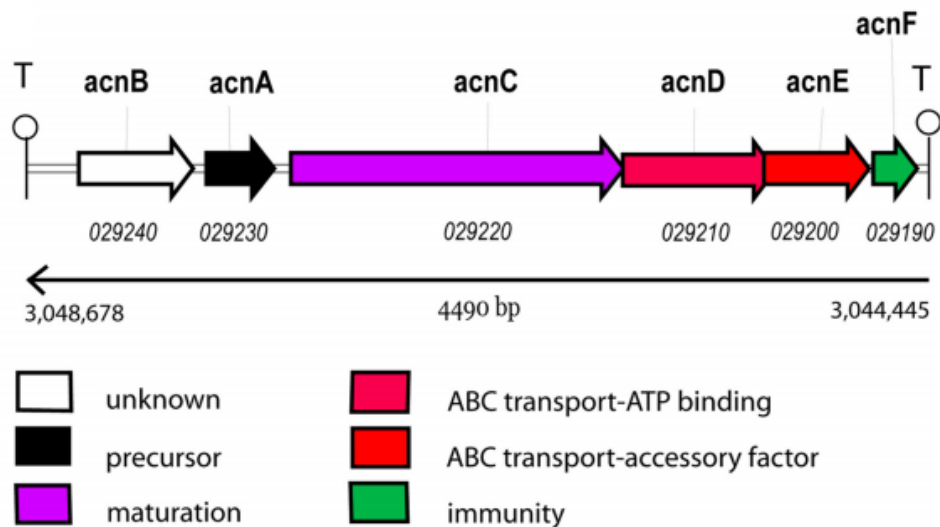 acnF
T acnB acnA acnC acnD acnE T
029240 029230 029220 029210 029200 029190
3,048,678 4490 bp 3,044,445
unknown ABC transport-ATP binding
precursor ABC transport-accessory factor
maturation immunity